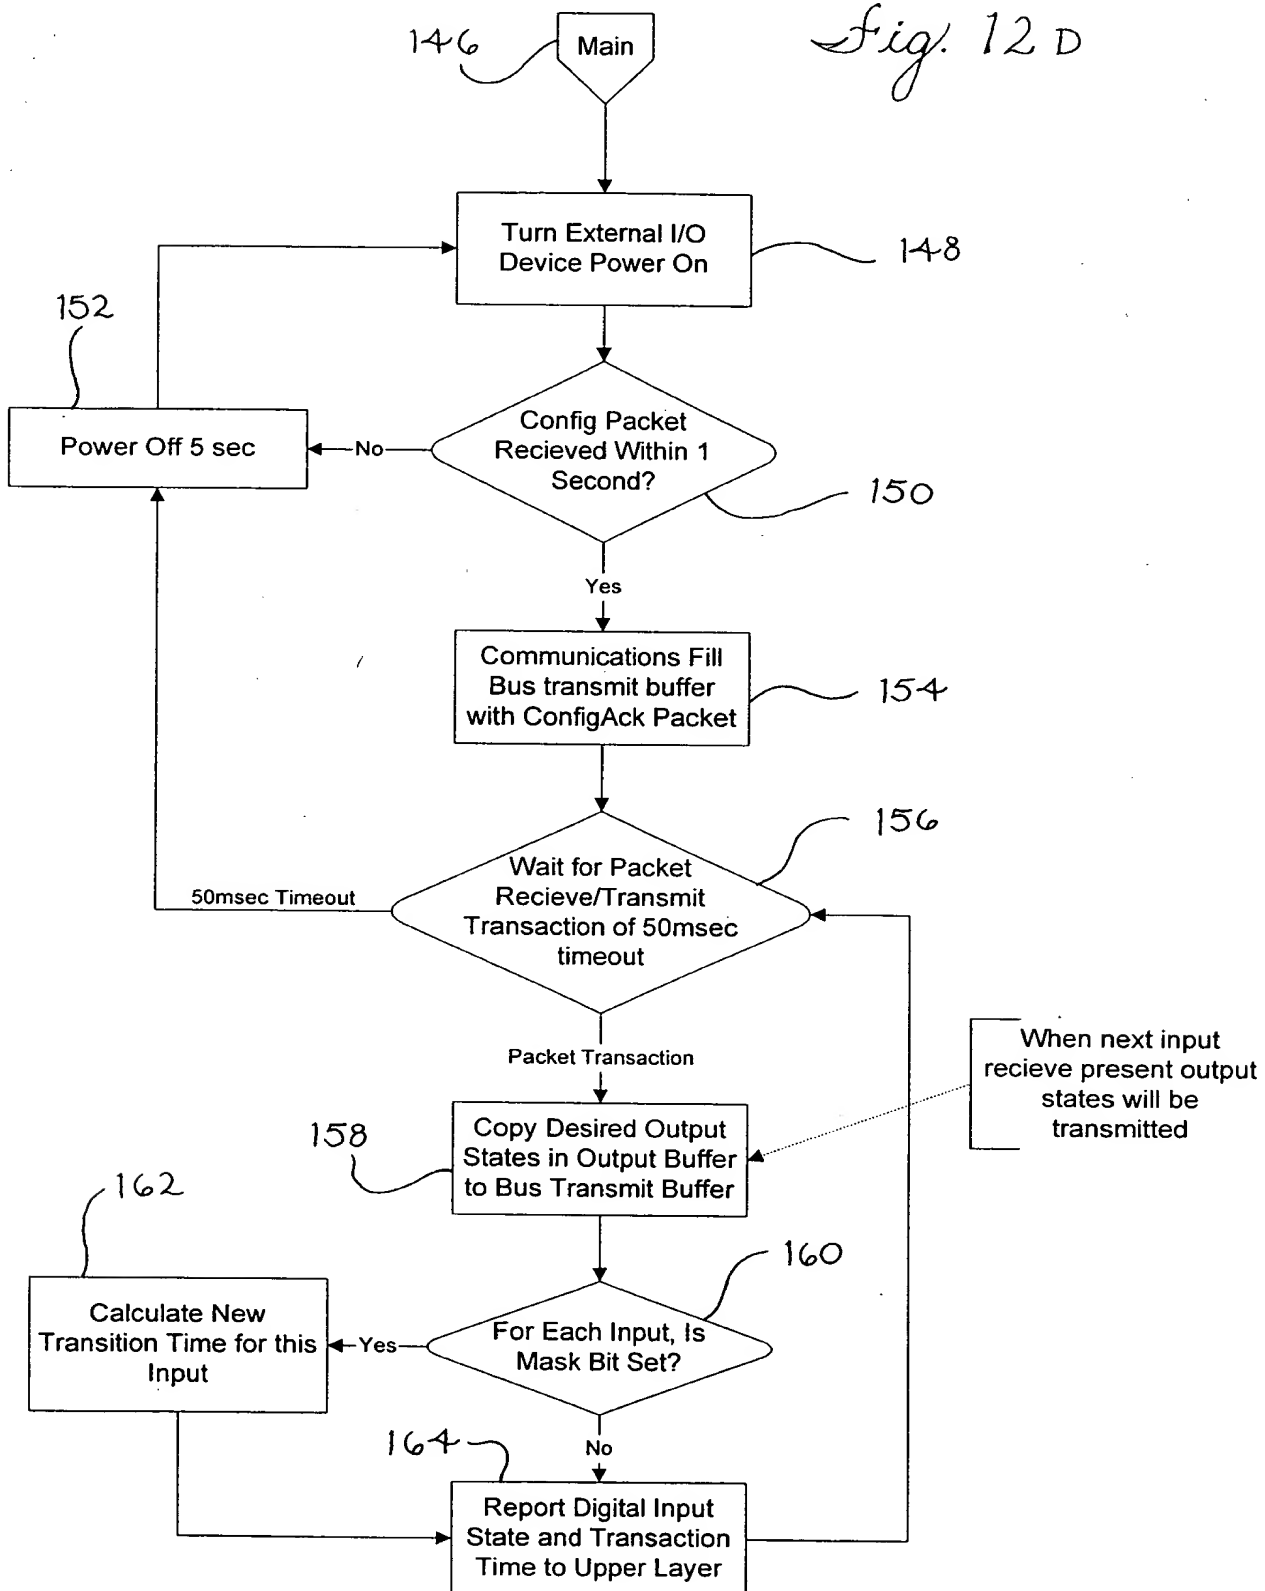 Fig. 12 D
146
Main
Turn External I/O
Device Power On
148
152
Power Off 5 sec
No
Config Packet
Recieved Within 1
Second?
150
Yes
Communications Fill
Bus transmit buffer
with ConfigAck Packet
154
156
50msec Timeout
Wait for Packet
Recieve/Transmit
Transaction of 50msec
timeout
Packet Transaction
When next input
recieve present output
states will be
transmitted
158
Copy Desired Output
States in Output Buffer
to Bus Transmit Buffer
162
160
Calculate New
Transition Time for this
Input
Yes
For Each Input, Is
Mask Bit Set?
164
No
Report Digital Input
State and Transaction
Time to Upper Layer